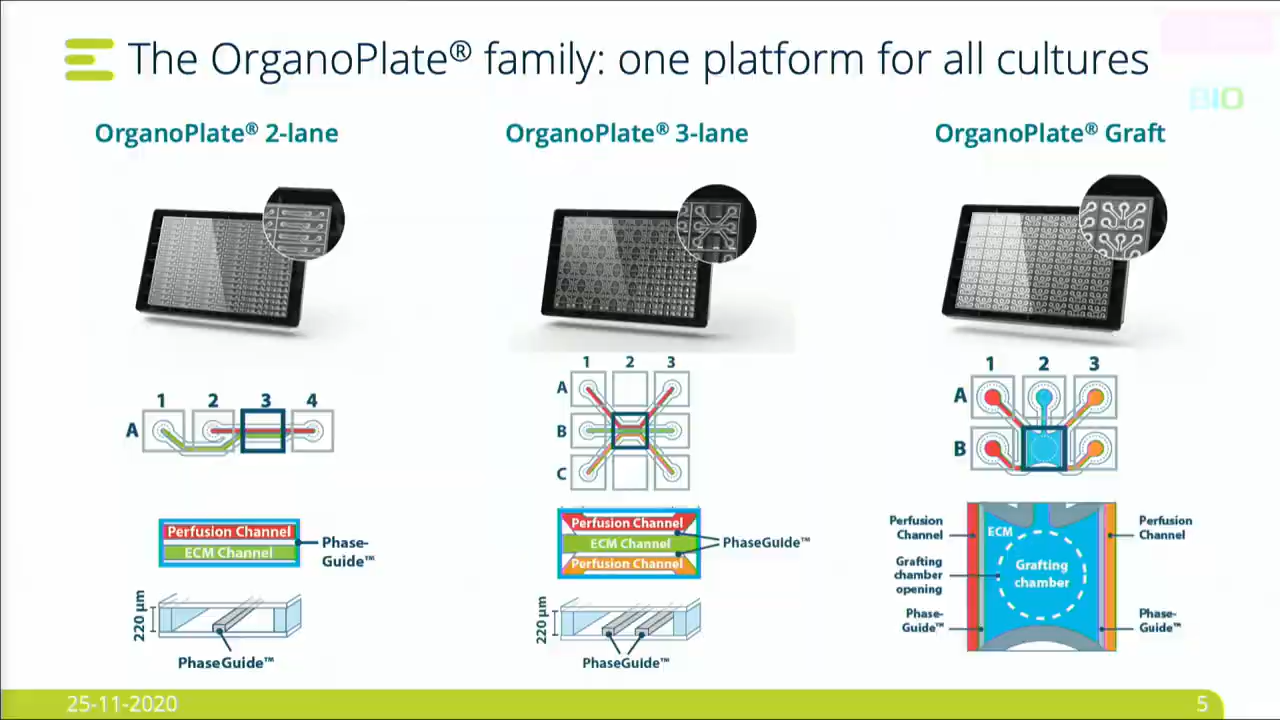 The OrganoPlate® family: one platform for all cultures
BIO
OrganoPlate® 2-lane
OrganoPlate® 3-lane
OrganoPlate® Graft
1 2 3 4
A
Perfusion Channel
ECM Channel
Phase-
Guide™
220 µm
PhaseGuide™
1 2 3
A
B
C
Perfusion Channel
ECM Channel
Perfusion Channel
PhaseGuide™
220 µm
PhaseGuide™
1 2 3
A
B
Perfusion
Channel
ECM
Grafting
chamber
opening
Grafting
chamber
Phase-
Guide™
Perfusion
Channel
Phase-
Guide™
25-11-2020
5